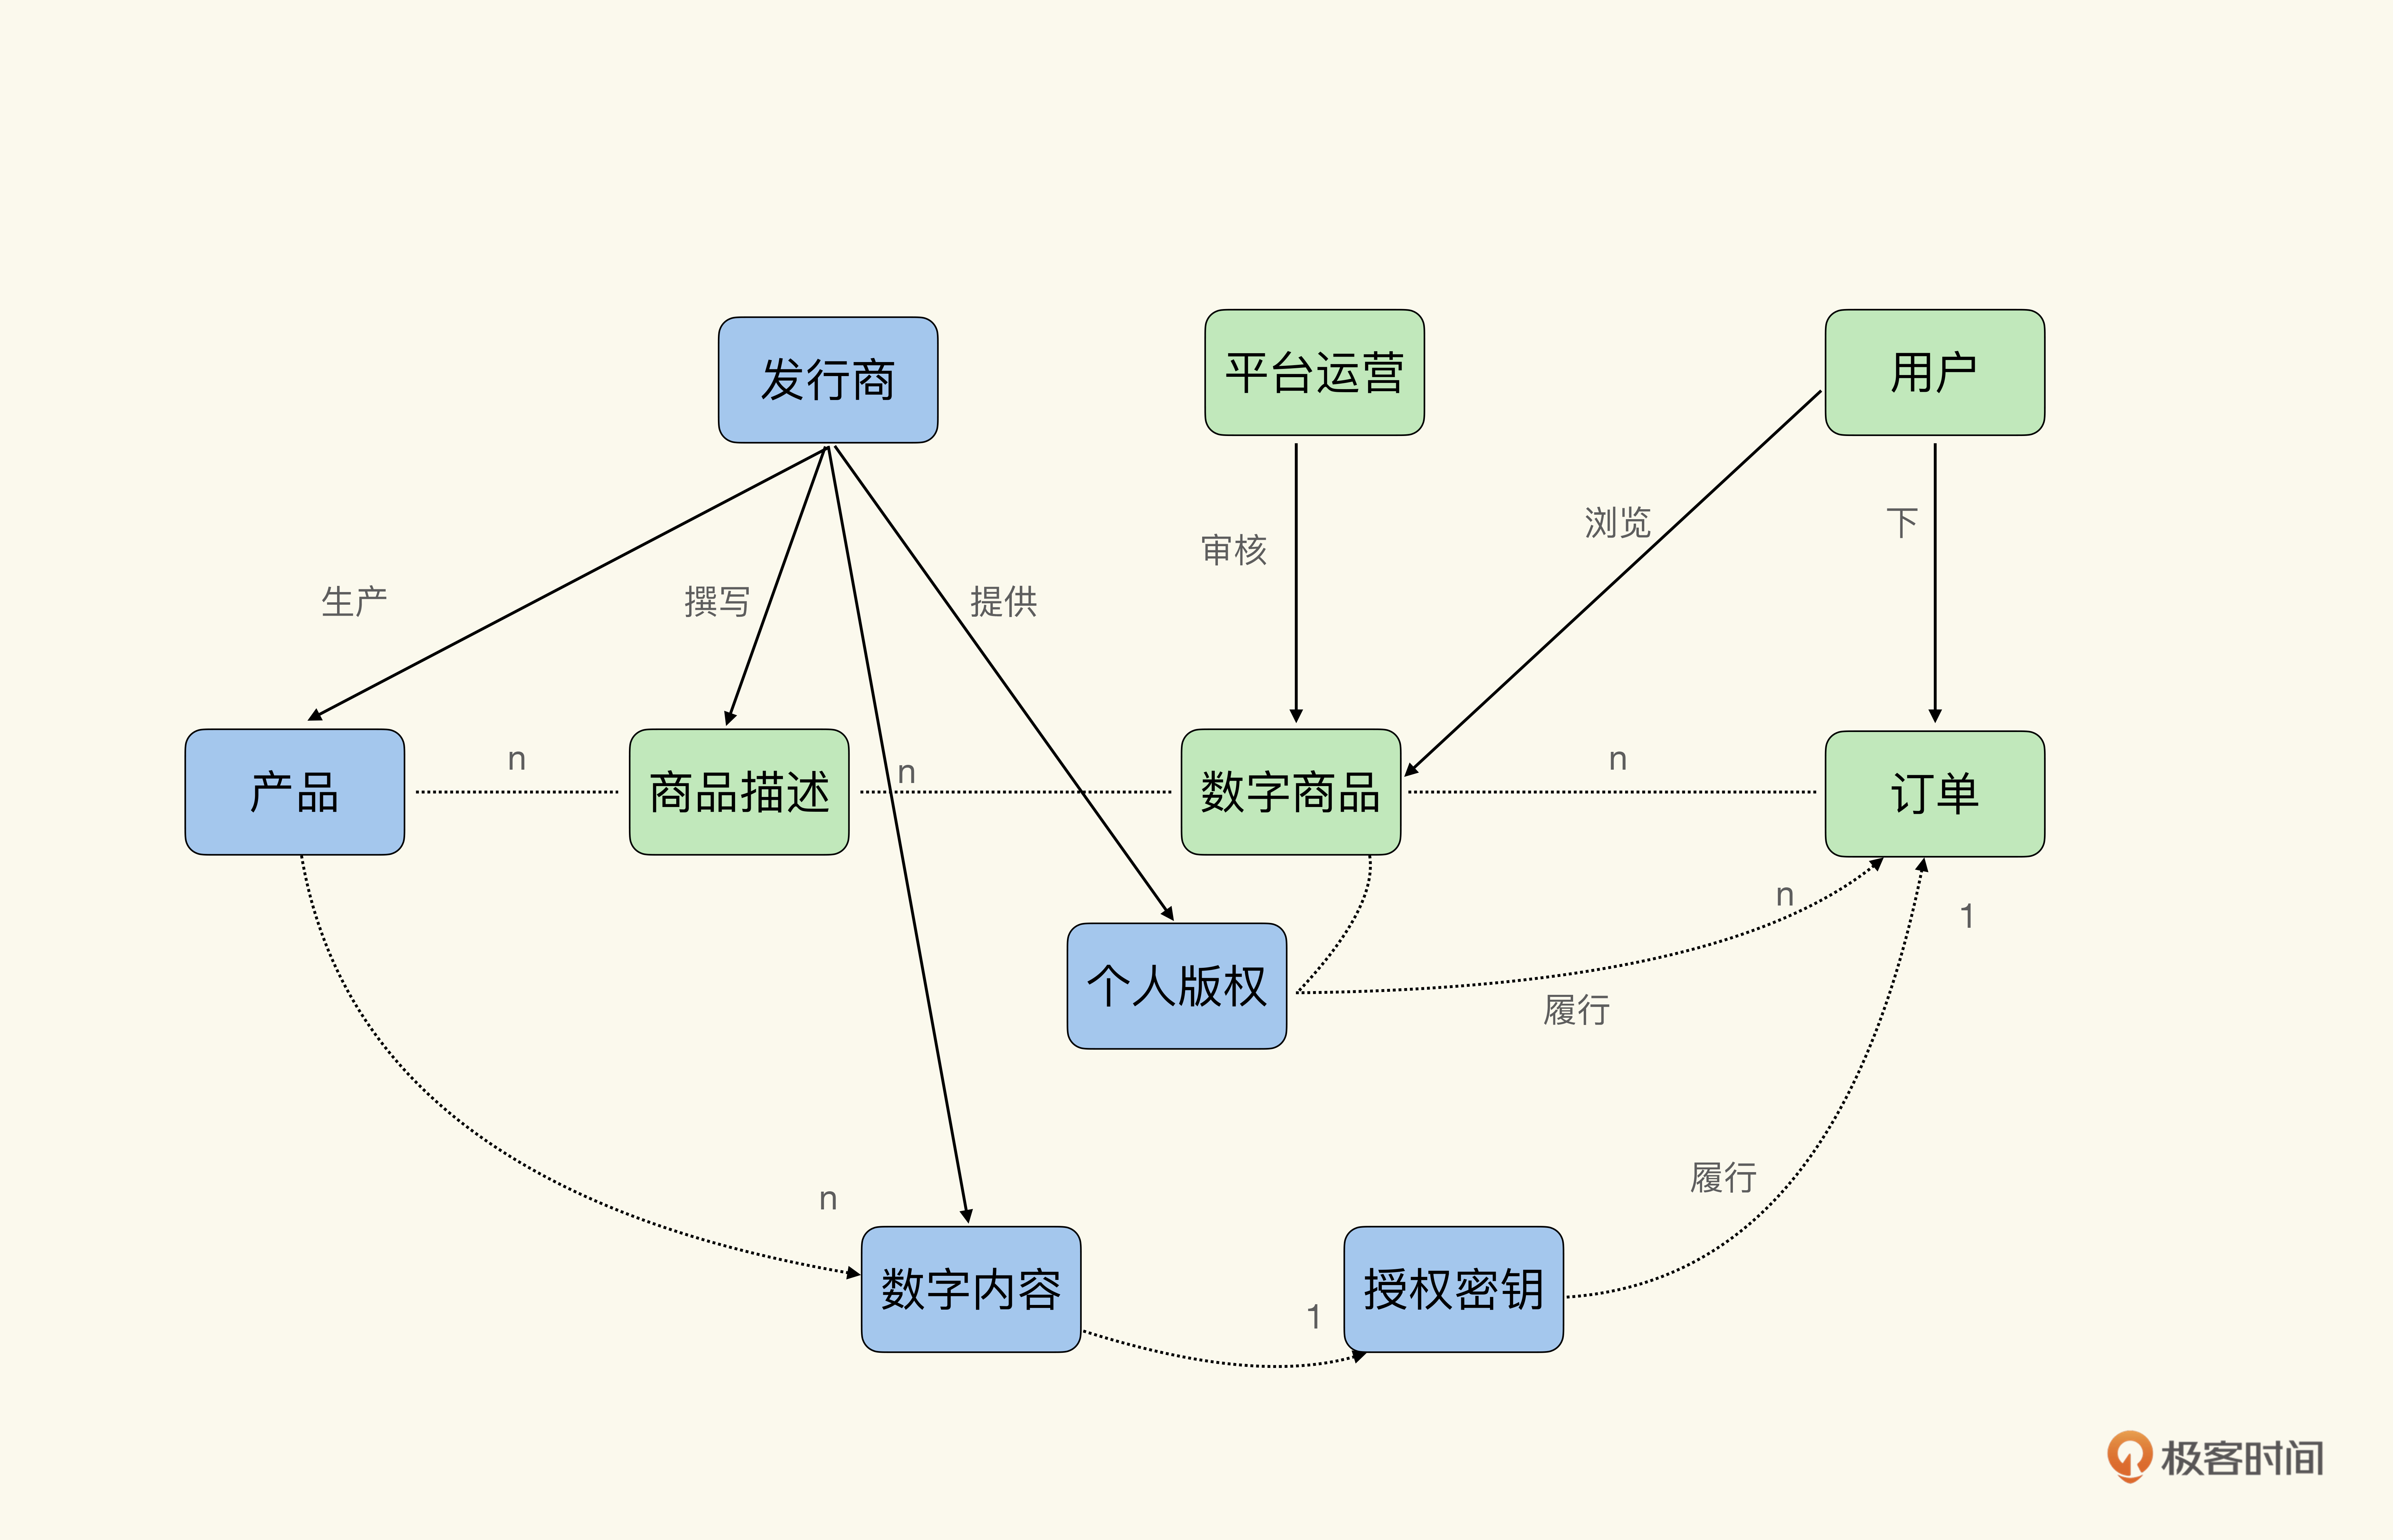 发行商
平台运营
用户
浏览
下
审核
生产
撰写
提供
n
n
n
产品
商品描述
数字商品
订单
n
1
个人版权
履行
履行
n
数字内容
1
授权密钥
极客时间